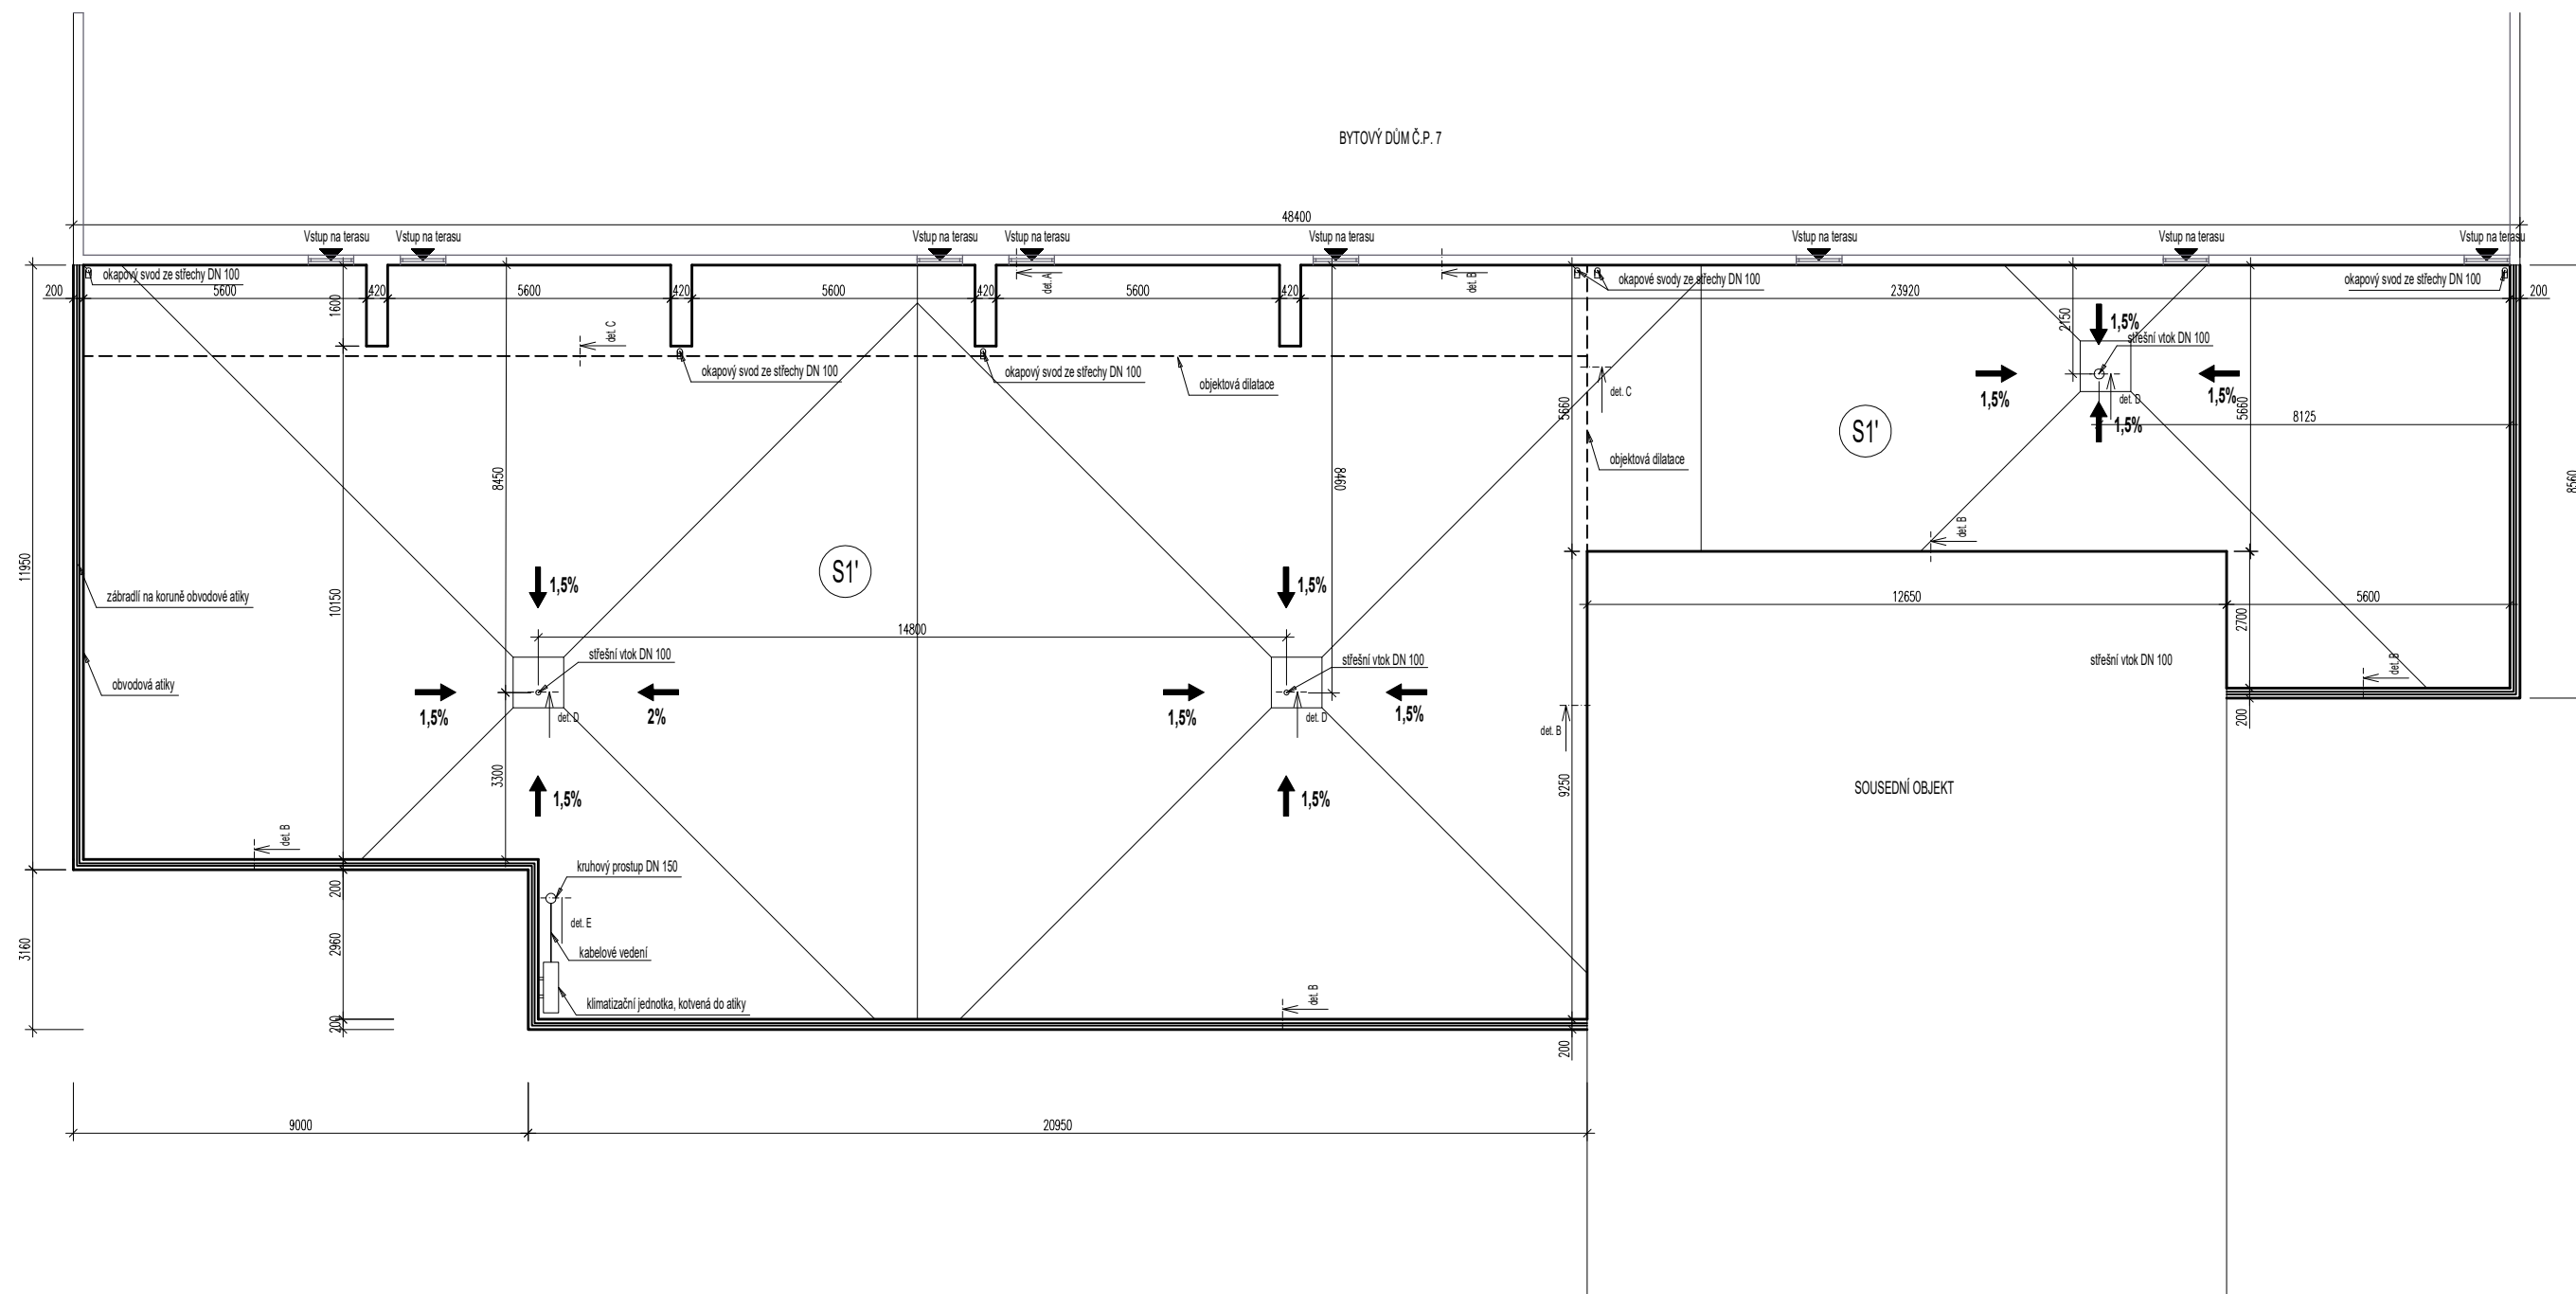 BYTOVÝ DŮM Č.P. 7
48400
Vstup na terasu
Vstup na terasu
Vstup na terasu
Vstup na terasu
Vstup na terasu
Vstup na terasu
Vstup na terasu
Vstup na terasu
okapový svod ze střechy DN 100
det. A
det. B
okapové svody ze střechy DN 100
okapový svod ze střechy DN 100
200
5600
420
5600
420
5600
420
5600
420
23920
200
1600
det. C
2150
1,5%
střešní vtok DN 100
okapový svod ze střechy DN 100
okapový svod ze střechy DN 100
objektová dilatace
det. C
1,5%
det. D
1,5%
5660
5660
8125
1,5%
S1'
objektová dilatace
8450
8460
8560
det. B
11950
S1'
1,5%
1,5%
zábradlí na koruně obvodové atiky
10150
12650
5600
2700
14800
střešní vtok DN 100
střešní vtok DN 100
střešní vtok DN 100
det. B
obvodová atiky
1,5%
det. D
2%
1,5%
det. D
1,5%
200
det. B
3300
9250
1,5%
1,5%
SOUSEDNÍ OBJEKT
det. B
kruhový prostup DN 150
200
det. E
3160
2960
kabelové vedení
klimatizační jednotka, kotvená do atiky
det. B
200
200
9000
20950